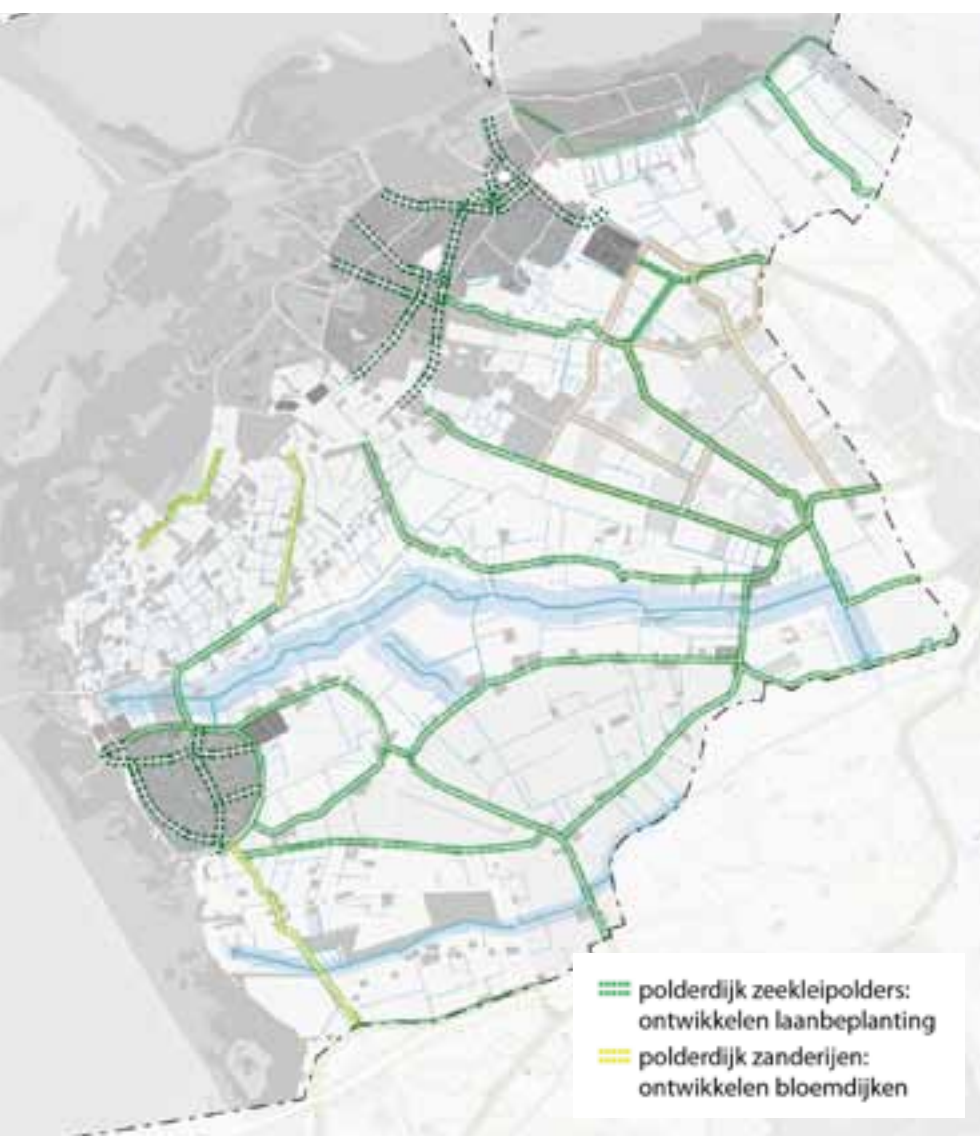 polderdijk zeekleipolders:
ontwikkelen laanbeplanting
polderdijk zanderijen:
ontwikkelen bloemdijken